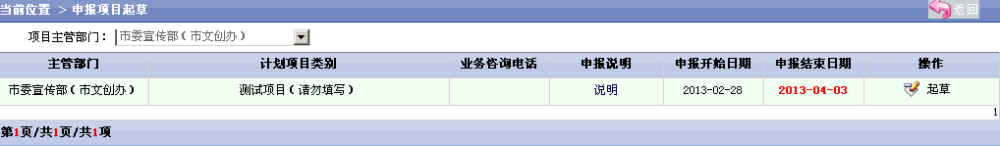 当前位置 > 申报项目起草 返回
项目主管部门： 市委宣传部（市文创办）
主管部门 计划项目类别 业务咨询电话 申报说明 申报开始日期 申报结束日期 操作
市委宣传部（市文创办） 测试项目（请勿填写） 说明 2013-02-28 2013-04-03 起草
1
第1页/共1页/共1项